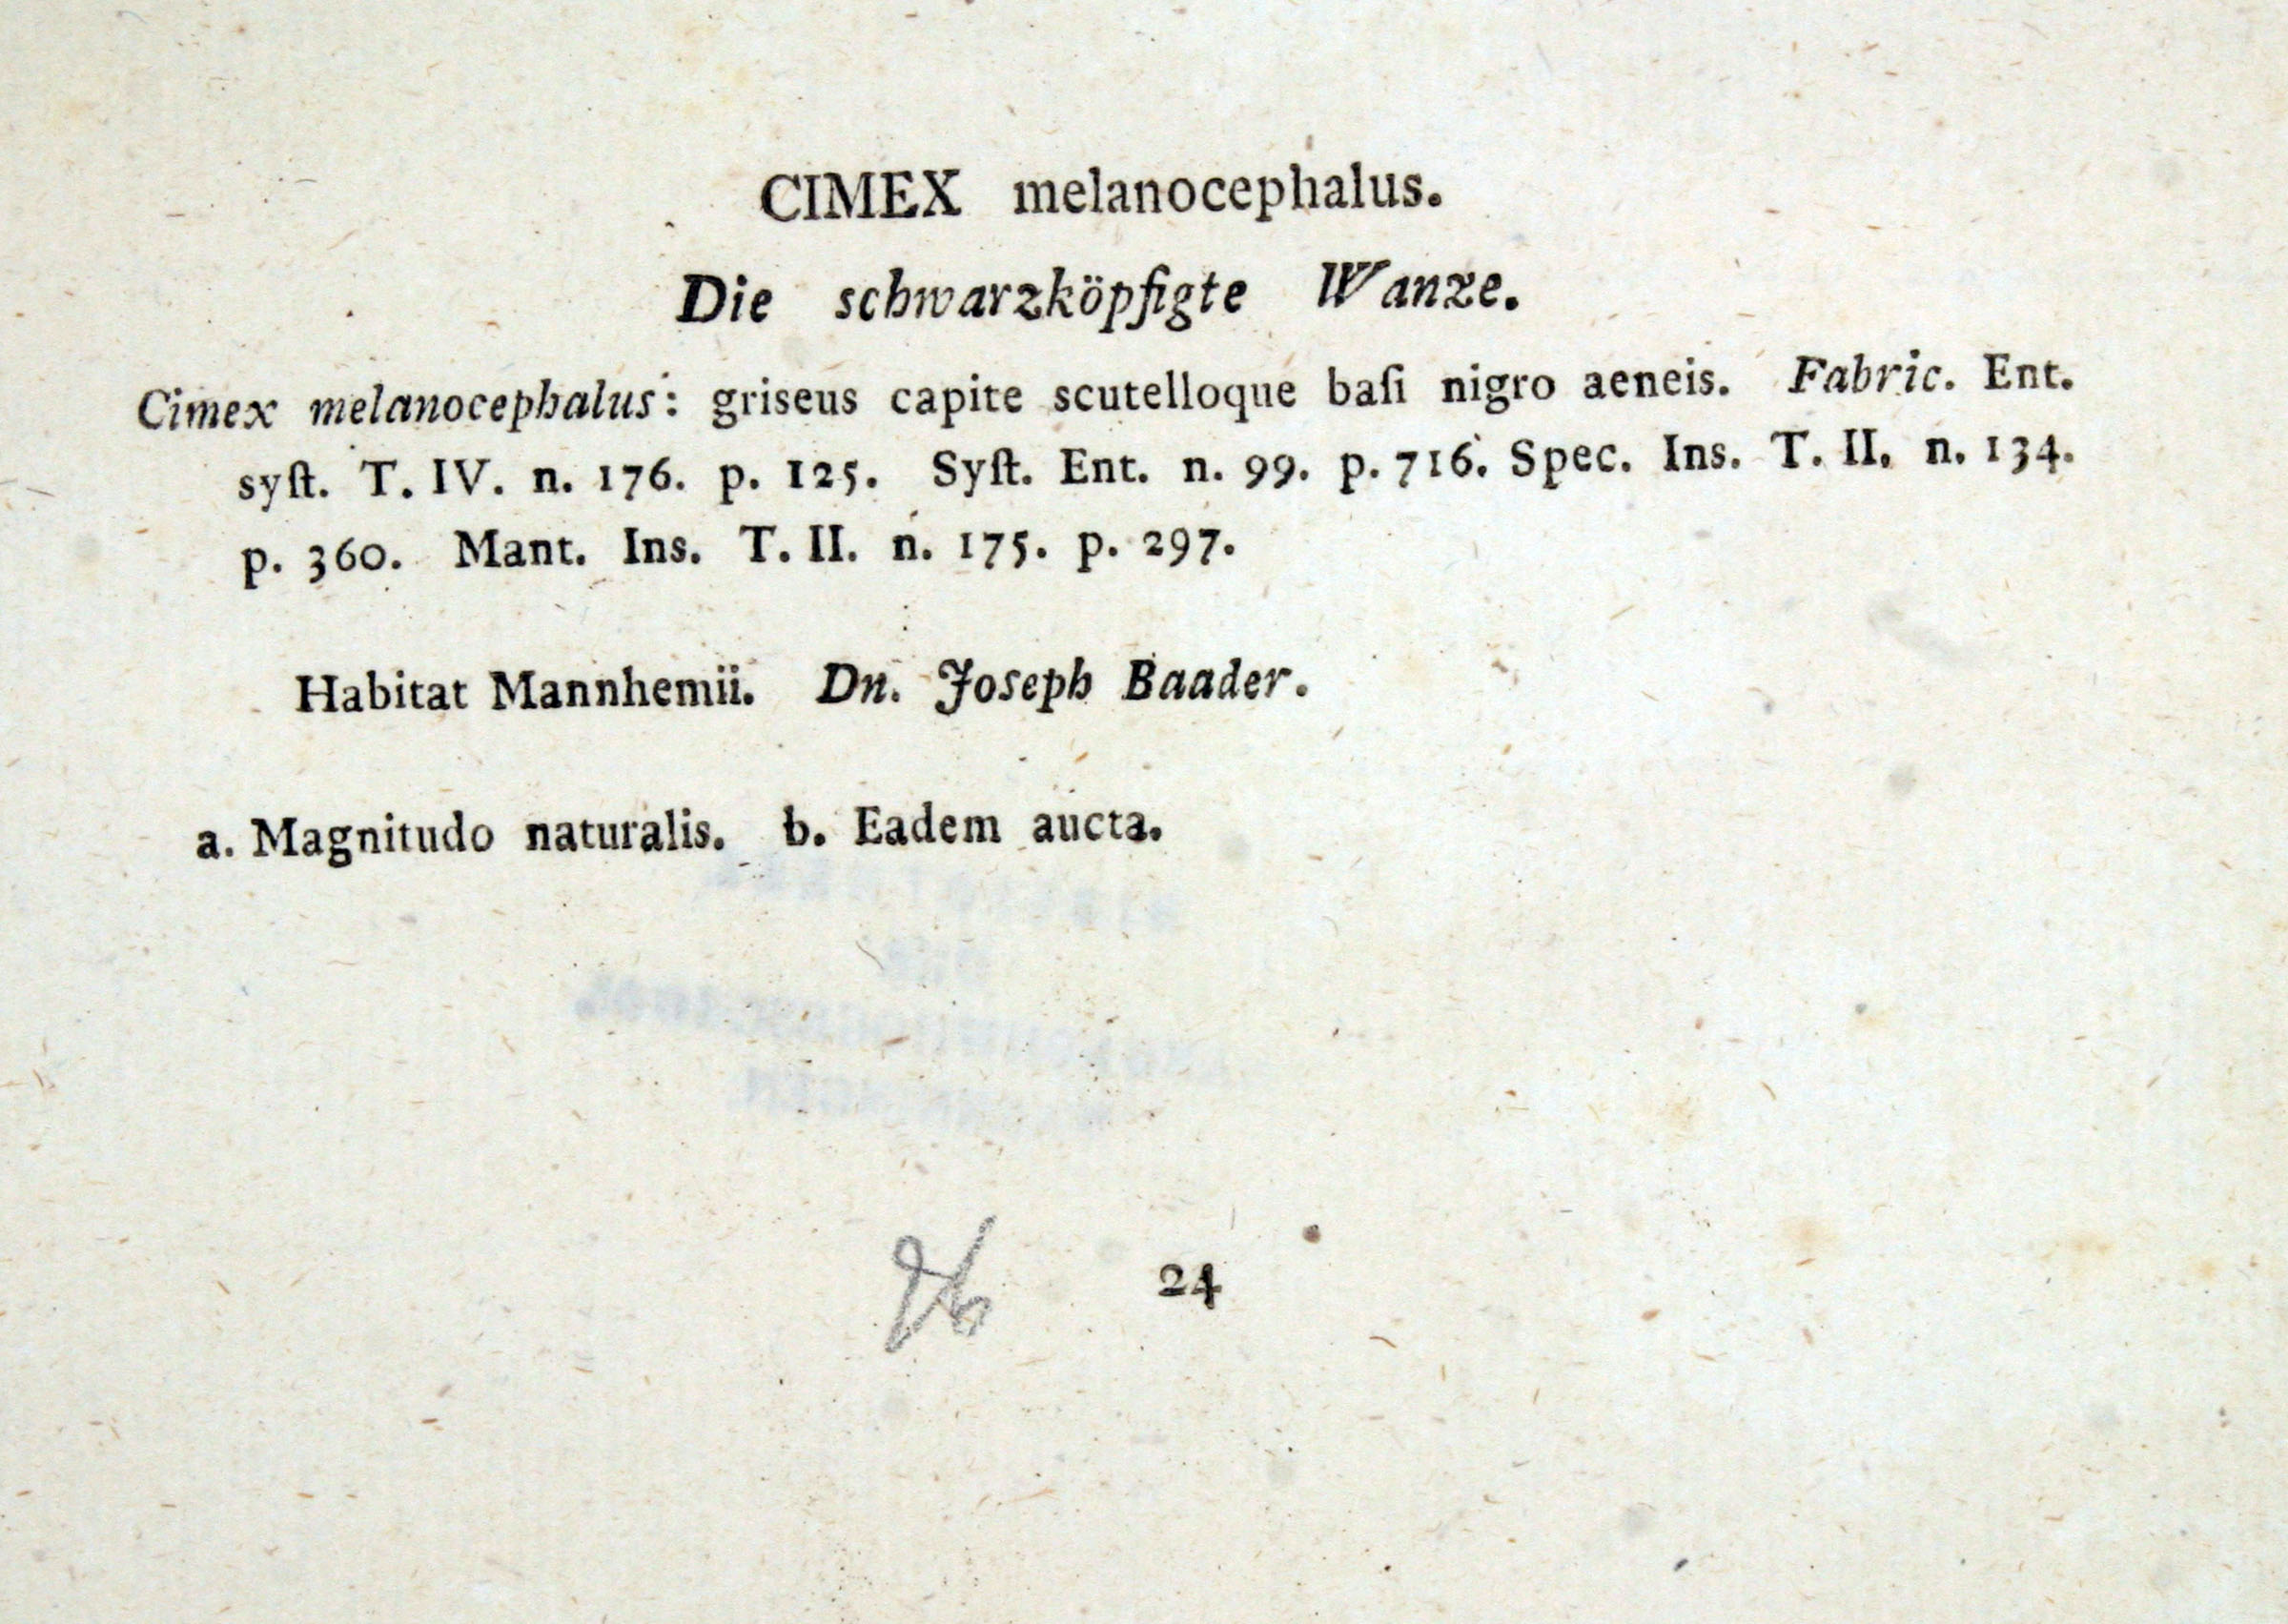 CIMEX melanocephalus.
Die schwarzköpfigte Wanze.
Cimex melanocephalus: griseus capite scutelloque baſi nigro aeneis. Fabric. Ent.
syſt. T. IV. n. 176. p. 125. Syſt. Ent. n. 99. p. 716. Spec. Ins. T. II. n. 134.
p. 360. Mant. Ins. T. II. n. 175. p. 297.
Habitat Mannhemii. Dn. Joseph Baader.
a. Magnitudo naturalis. b. Eadem aucta.
24